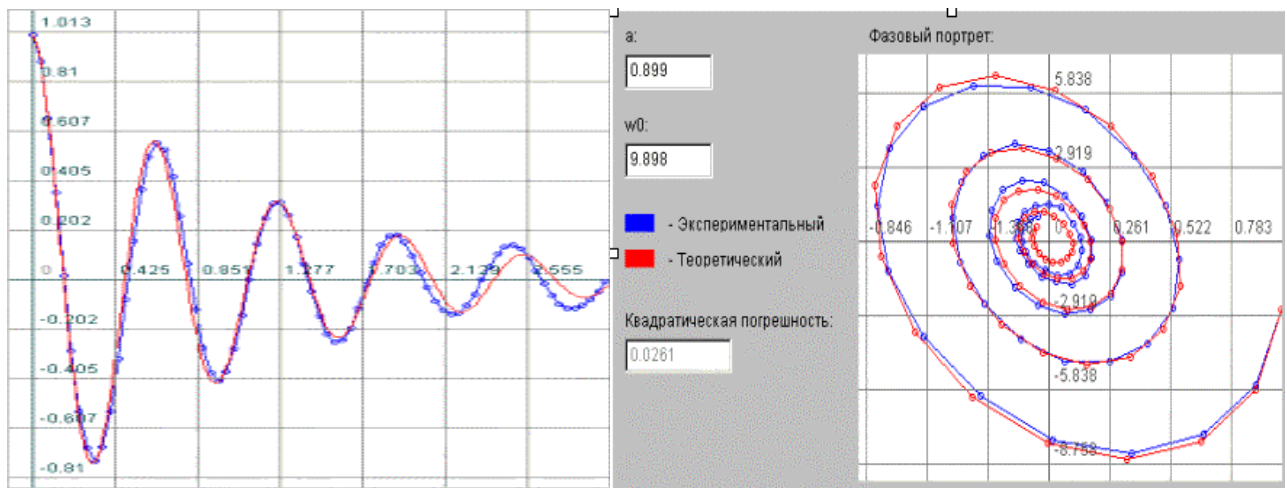 1.013
0.81
0.607
0.405
0.202
0 0.425 0.851 1.277 1.703 2.129 2.555
-0.202
-0.405
-0.607
-0.81
a:
0.899
w0:
9.898
- Экспериментальный
- Теоретический
Квадратическая погрешность:
0.0261
Фазовый портрет:
5.838
2.919
-0.846 -1.107 0 0.261 0.522 0.783
-2.919
-5.838
-8.758